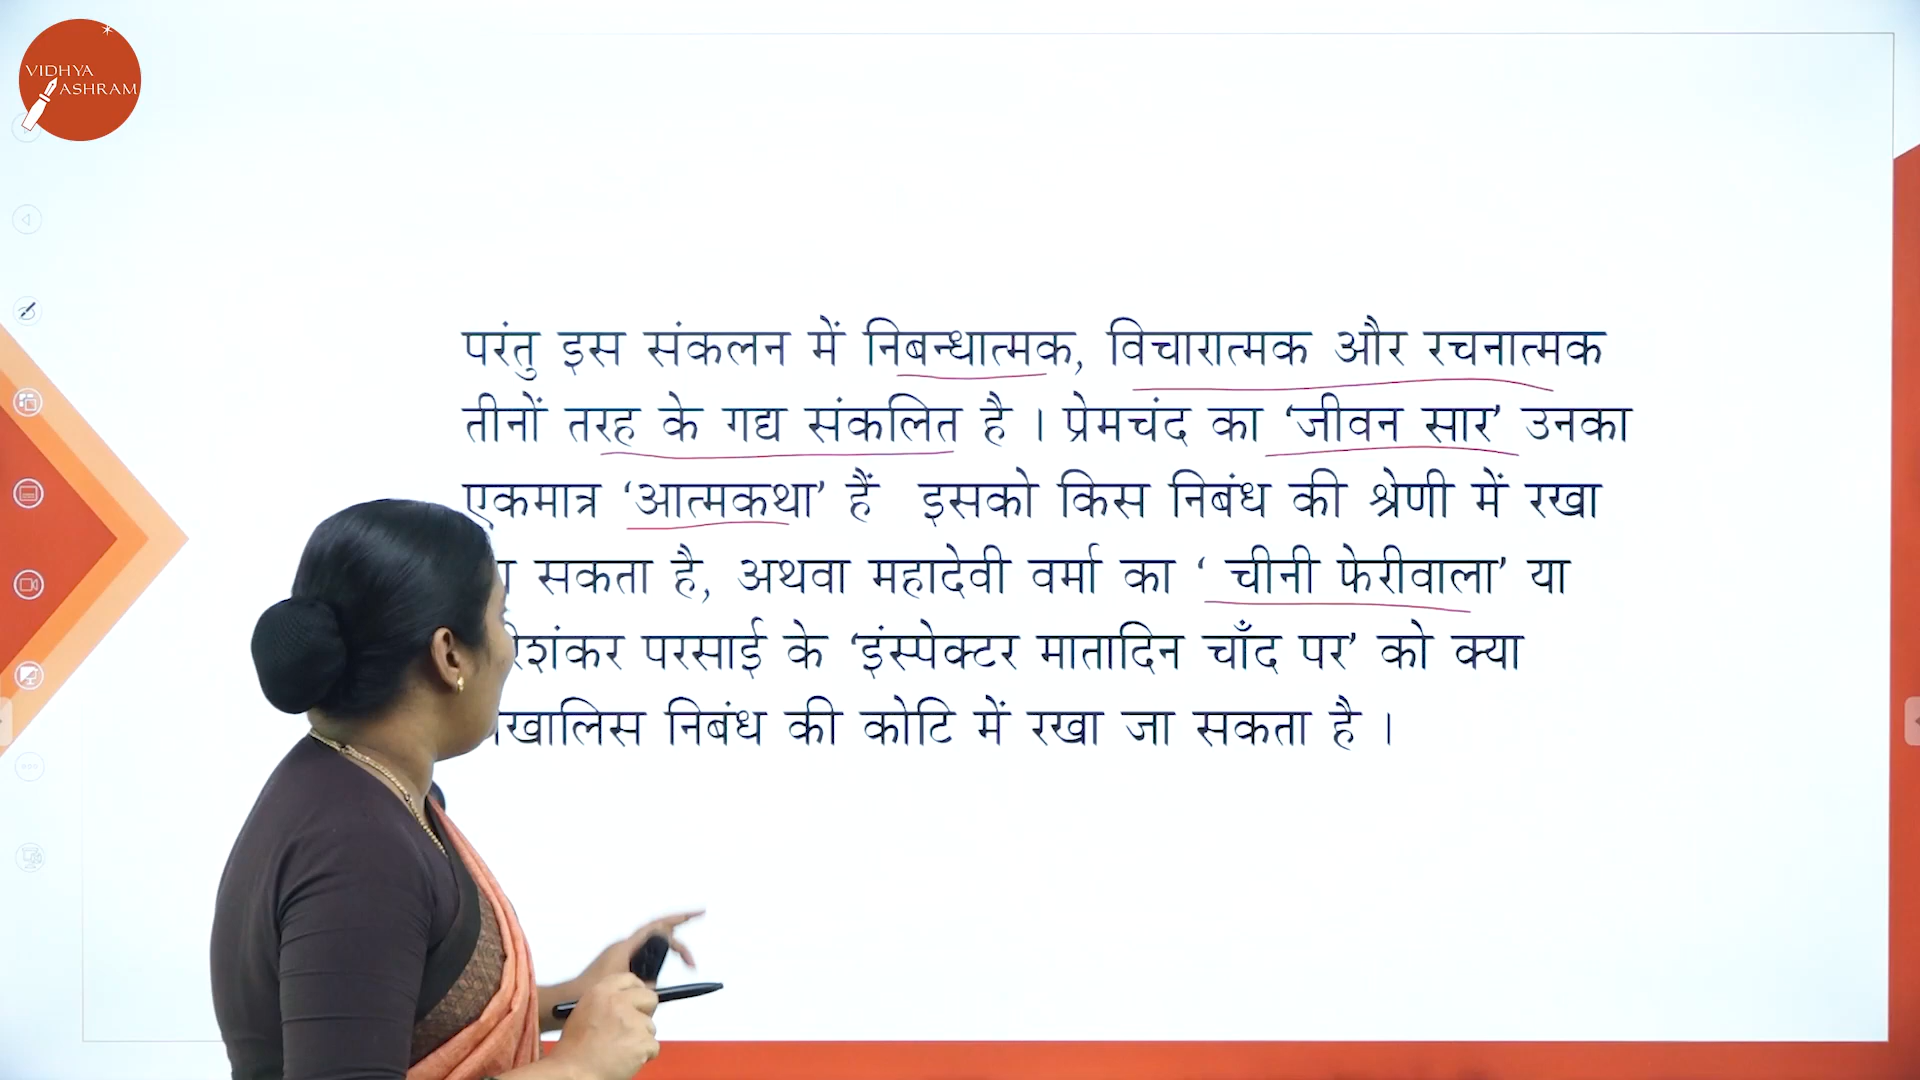 VIDHYA
ASHRAM
परंतु इस संकलन में निबन्धात्मक, विचारात्मक और रचनात्मक
तीनों तरह के गद्य संकलित है । प्रेमचंद का ‘जीवन सार’ उनका
एकमात्र ‘आत्मकथा’ हैं इसको किस निबंध की श्रेणी में रखा
सकता है, अथवा महादेवी वर्मा का ‘ चीनी फेरीवाला’ या
परसाई के ‘इंस्पेक्टर मातादिन चाँद पर’ को क्या
निबंध की कोटि में रखा जा सकता है ।